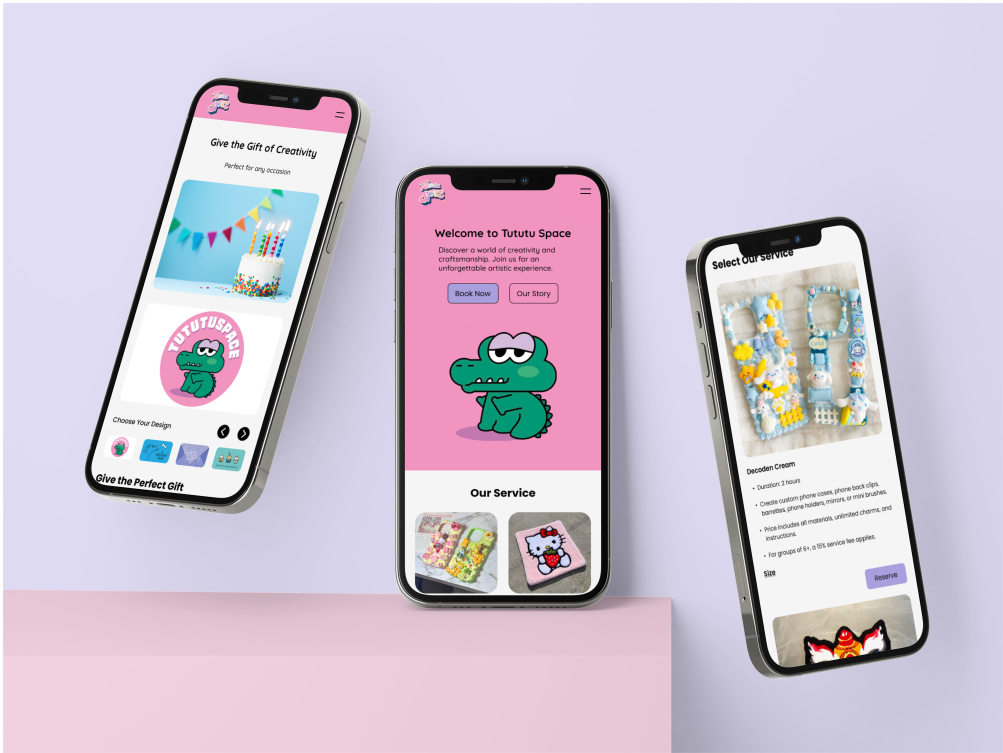 Give the Gift of Creativity
Perfect for any occasion
TUTUTUSPACE
Choose Your Design
Give the Perfect Gift
Welcome to Tututu Space
Discover a world of creativity and
craftsmanship. Join us for an
unforgettable artistic experience.
Book Now
Our Story
Our Service
Select Our Service
Decoden Cream
• Duration: 2 hours
• Create custom phone cases, phone back clips,
barrettes, phone holders, mirrors, or mini brushes.
• Price includes all materials, unlimited charms, and
instructions.
• For groups of 6+, a 15% service fee applies.
Size
Reserve